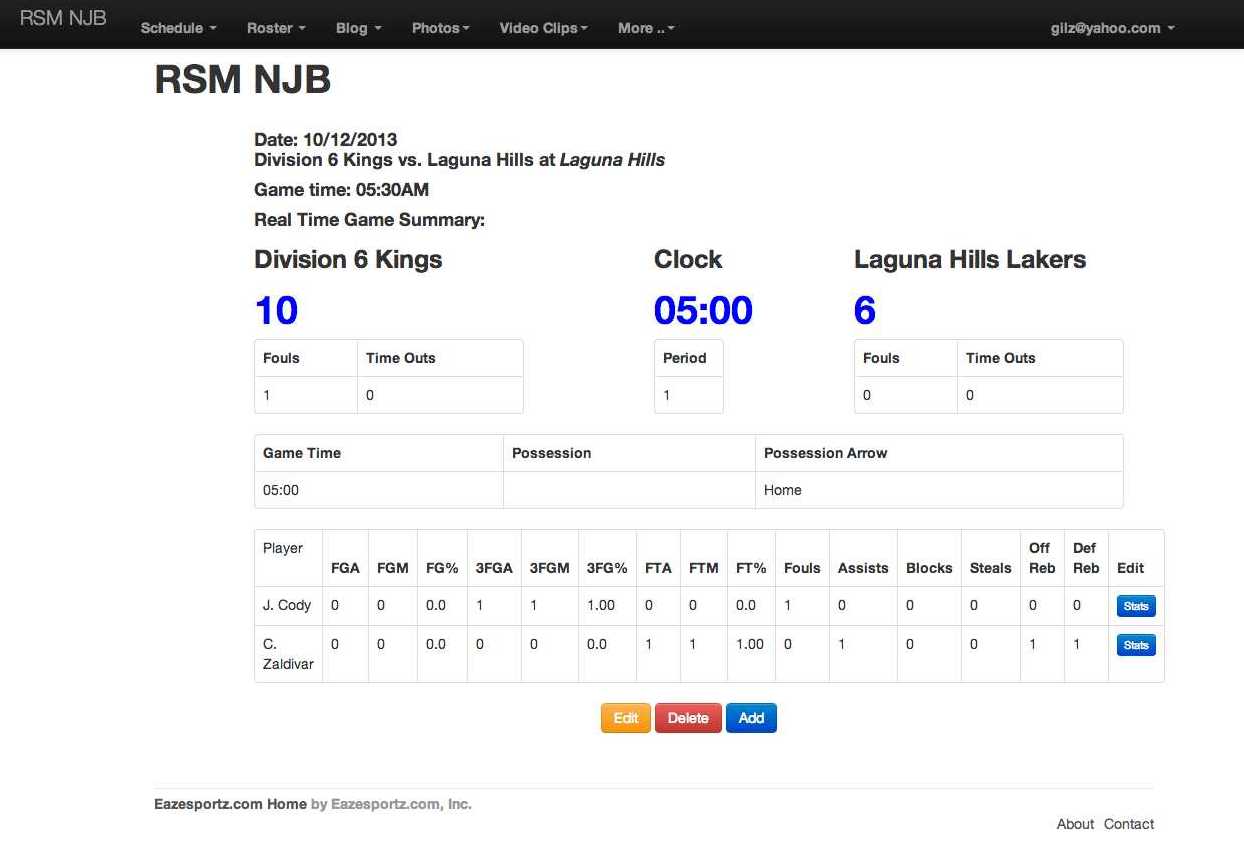 RSM NJB
Schedule Roster Blog Photos Video Clips More .. gilz@yahoo.com
RSM NJB
Date: 10/12/2013
Division 6 Kings vs. Laguna Hills at Laguna Hills
Game time: 05:30AM
Real Time Game Summary:
Division 6 Kings Clock Laguna Hills Lakers
10 05:00 6
Fouls Time Outs Period Fouls Time Outs
1 0 1 0 0
Game Time Possession Possession Arrow
05:00 Home
Player FGA FGM FG% 3FGA 3FGM 3FG% FTA FTM FT% Fouls Assists Blocks Steals Off Reb Def Reb Edit
J. Cody 0 0 0.0 1 1 1.00 0 0 0.0 1 0 0 0 0 0 Stats
C. Zaldivar 0 0 0.0 0 0 0.0 1 1 1.00 0 1 0 0 1 1 Stats
Edit Delete Add
Eazesportz.com Home by Eazesportz.com, Inc.
About Contact